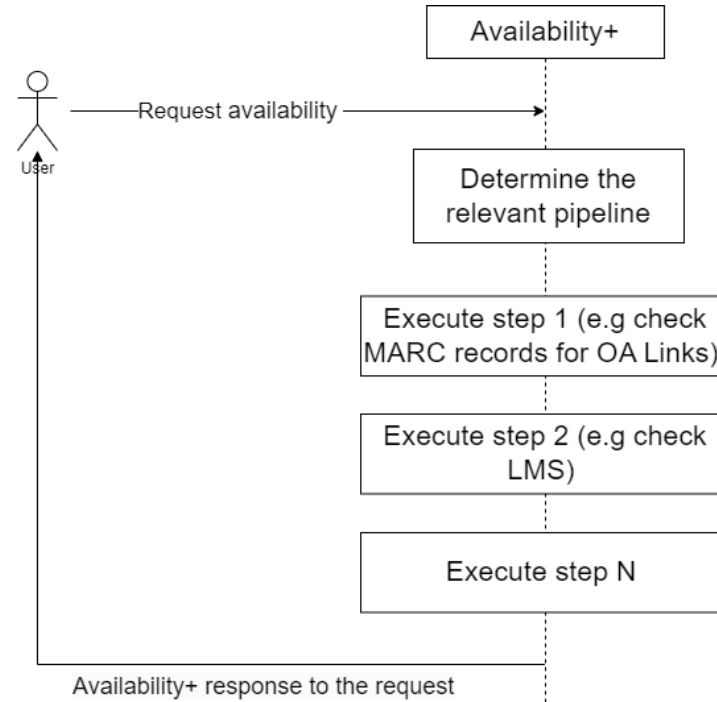 Availability+
Request availability
User
Determine the
relevant pipeline
Execute step 1 (e.g check
MARC records for OA Links)
Execute step 2 (e.g check
LMS)
Execute step N
Availability+ response to the request